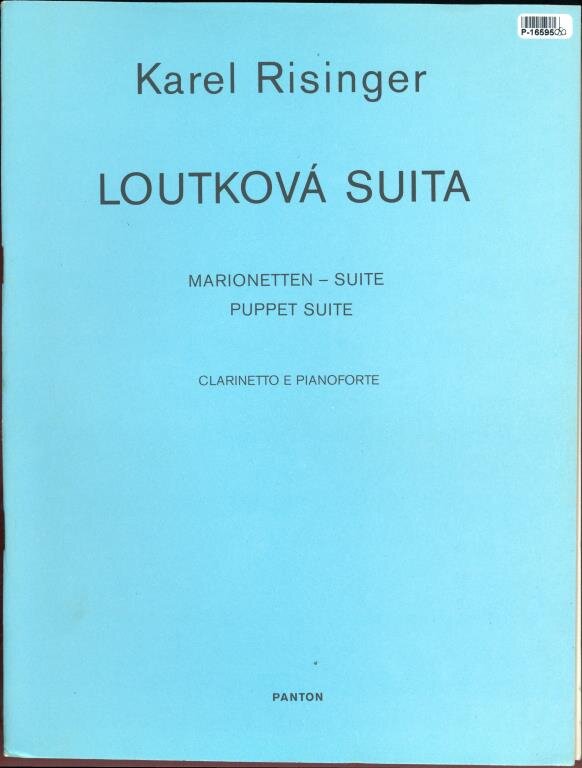 P-16595
Karel Risinger
LOUTKOVÁ SUITA
MARIONETTEN – SUITE
PUPPET SUITE
CLARINETTO E PIANOFORTE
PANTON